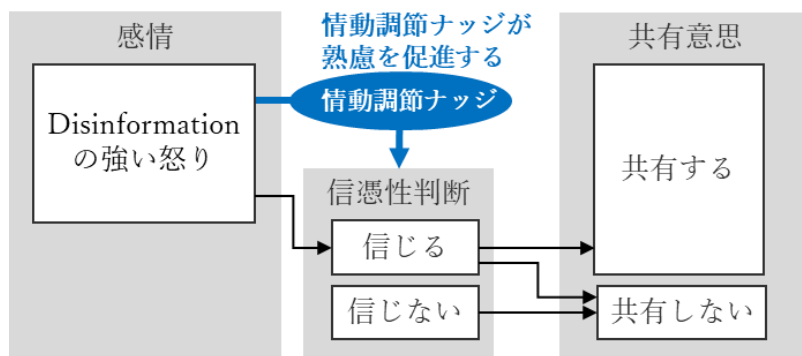 感情
情動調節ナッジが
熟慮を促進する
共有意思
情動調節ナッジ
Disinformation
の強い怒り
共有する
信憑性判断
信じる
信じない
共有しない